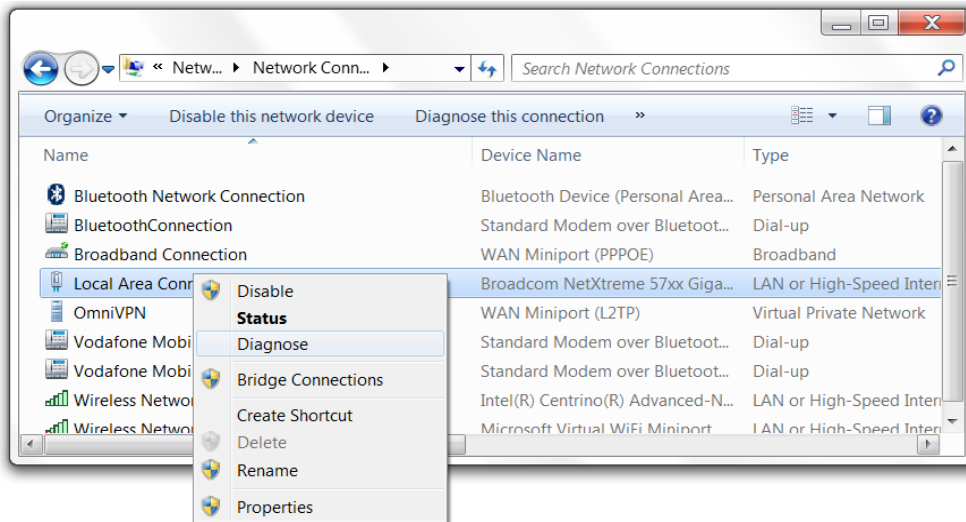 « Netw... Network Conn... Search Network Connections
Organize Disable this network device Diagnose this connection »
Name Device Name Type
Bluetooth Network Connection Bluetooth Device (Personal Area... Personal Area Network
BluetoothConnection Standard Modem over Bluetoot... Dial-up
Broadband Connection WAN Miniport (PPPOE) Broadband
Local Area Conn Broadcom NetXtreme 57xx Giga... LAN or High-Speed Inter
OmniVPN WAN Miniport (L2TP) Virtual Private Network
Vodafone Mobi Standard Modem over Bluetoot... Dial-up
Vodafone Mobi Standard Modem over Bluetoot... Dial-up
Wireless Networ Intel(R) Centrino(R) Advanced-N... LAN or High-Speed Inter
Wireless Networ Microsoft Virtual WiFi Miniport LAN or High-Speed Inter
Disable
Status
Diagnose
Bridge Connections
Create Shortcut
Delete
Rename
Properties